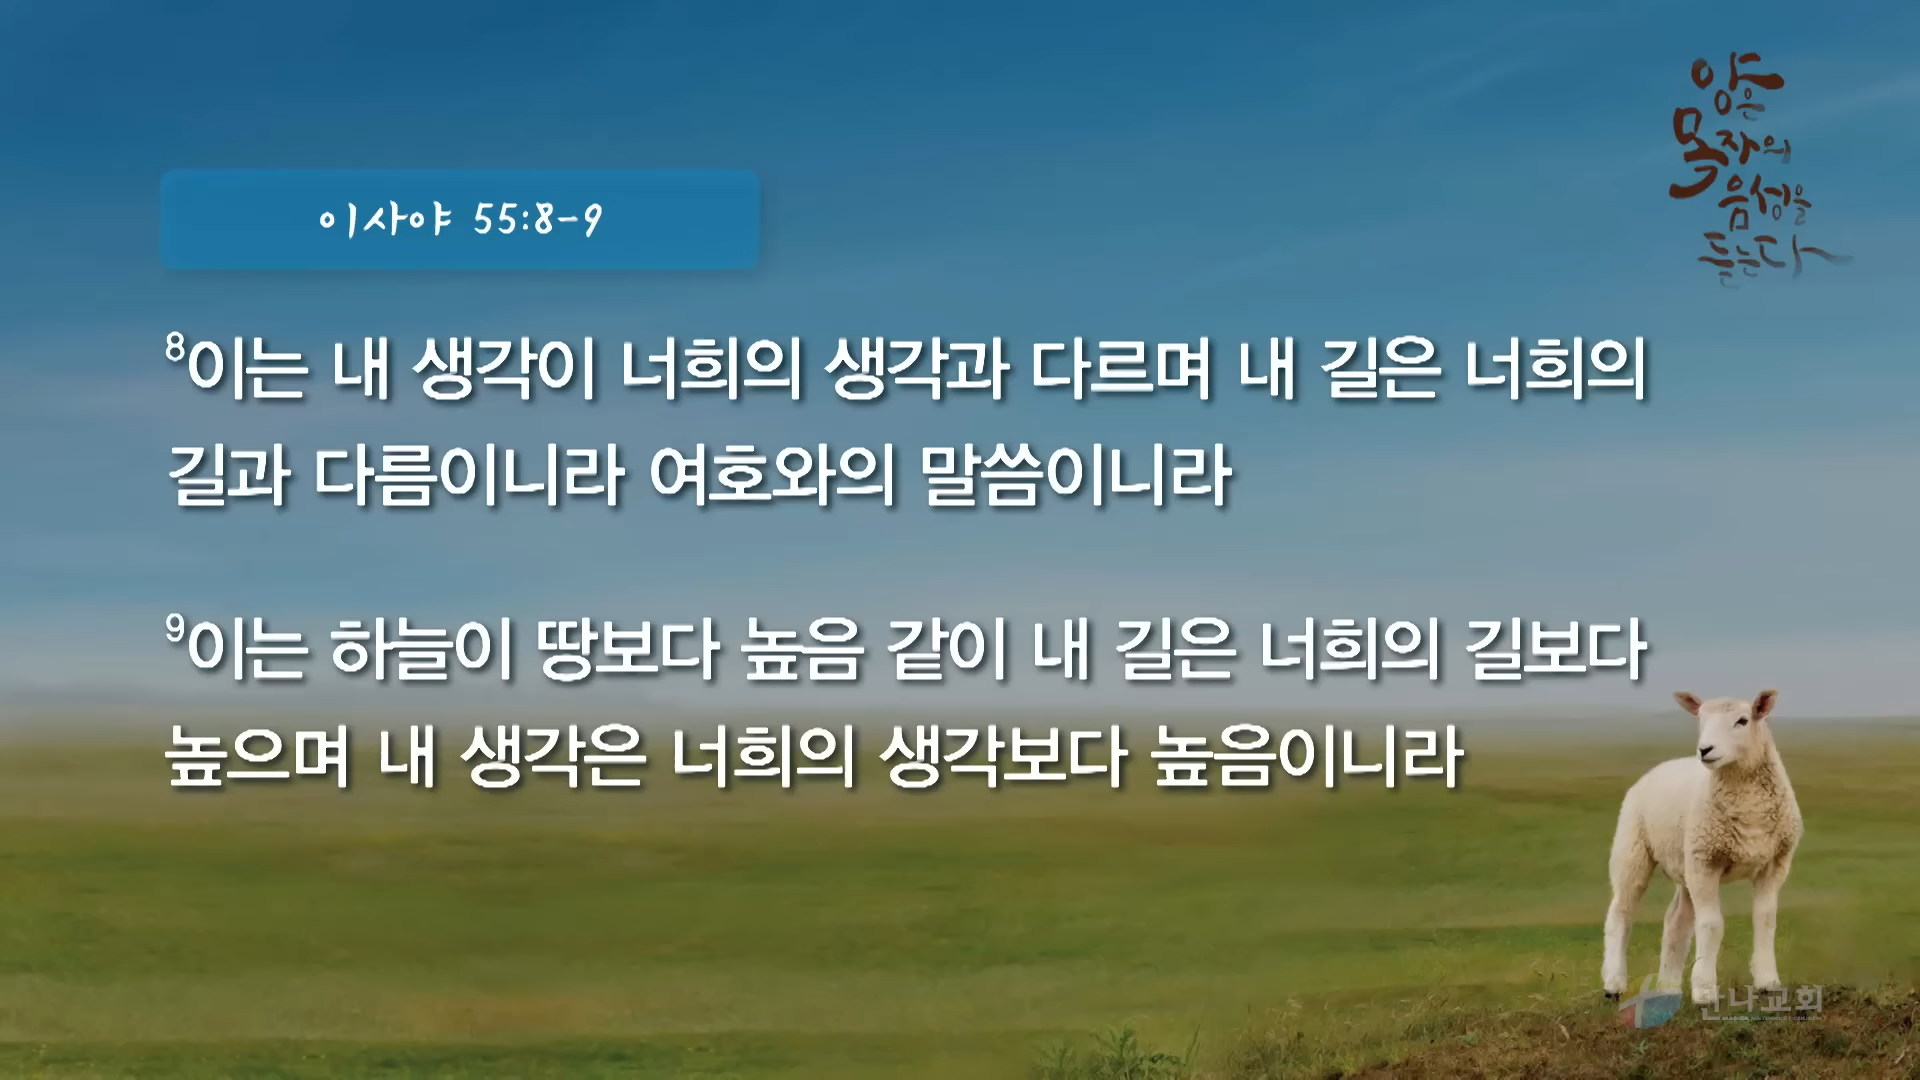 양은
목자의
음성을
듣는다
이사야 55:8-9
8이는 내 생각이 너희의 생각과 다르며 내 길은 너희의
길과 다름이니라 여호와의 말씀이니라
9이는 하늘이 땅보다 높음 같이 내 길은 너희의 길보다
높으며 내 생각은 너희의 생각보다 높음이니라
만나교회